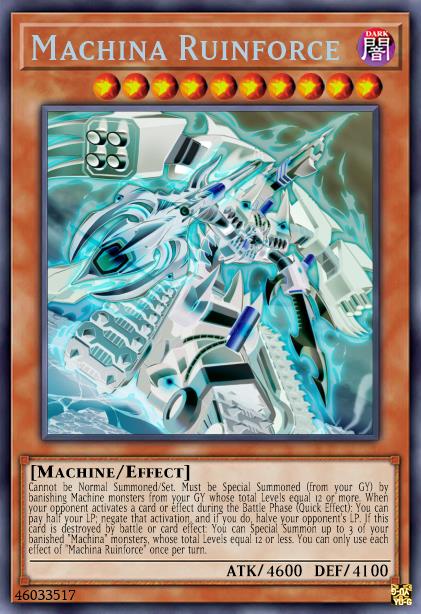 MACHINA RUINFORCE
DARK
闇
[MACHINE/EFFECT]
Cannot be Normal Summoned/Set. Must be Special Summoned (from your GY) by
banishing Machine monsters from your GY whose total Levels equal 12 or more. When
your opponent activates a card or effect during the Battle Phase (Quick Effect): You can
pay half your LP; negate that activation, and if you do, halve your opponent's LP. If this
card is destroyed by battle or card effect: You can Special Summon up to 3 of your
banished "Machina" monsters, whose total Levels equal 12 or less. You can only use each
effect of "Machina Ruinforce" once per turn.
ATK/4600 DEF/4100
46033517